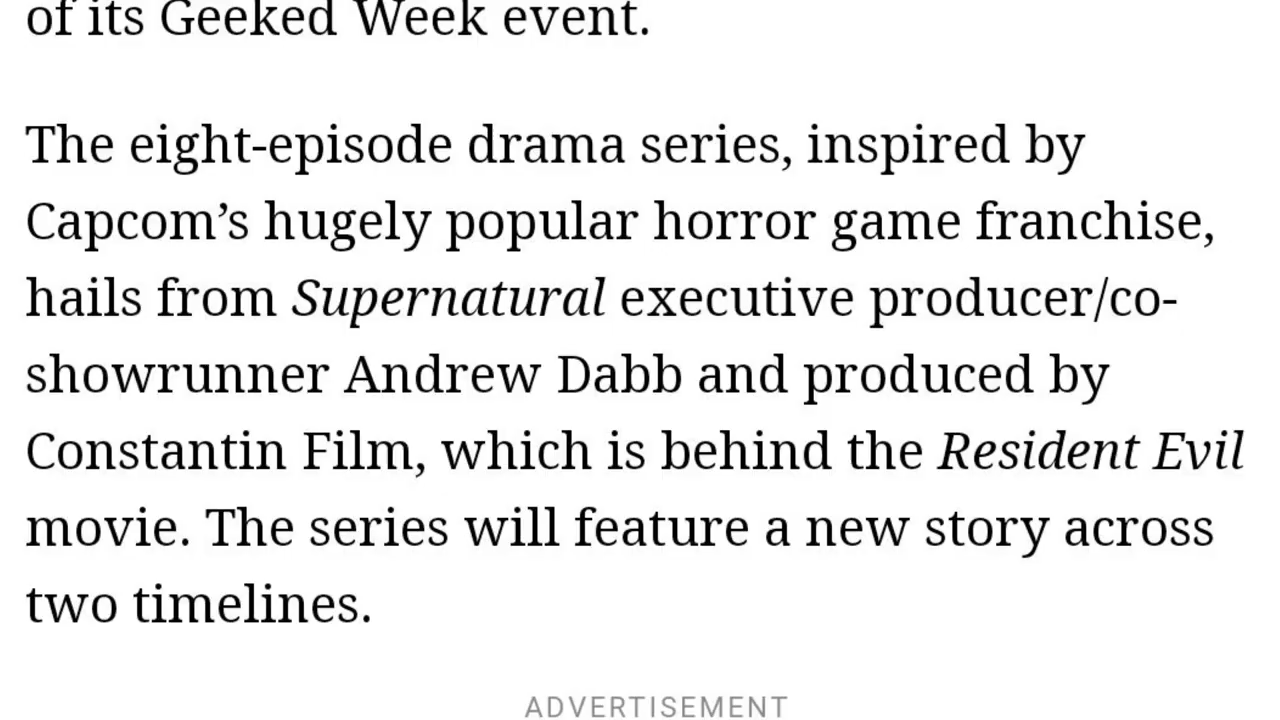 of its Geeked Week event.
The eight-episode drama series, inspired by
Capcom’s hugely popular horror game franchise,
hails from Supernatural executive producer/co-
showrunner Andrew Dabb and produced by
Constantin Film, which is behind the Resident Evil
movie. The series will feature a new story across
two timelines.
ADVERTISEMENT